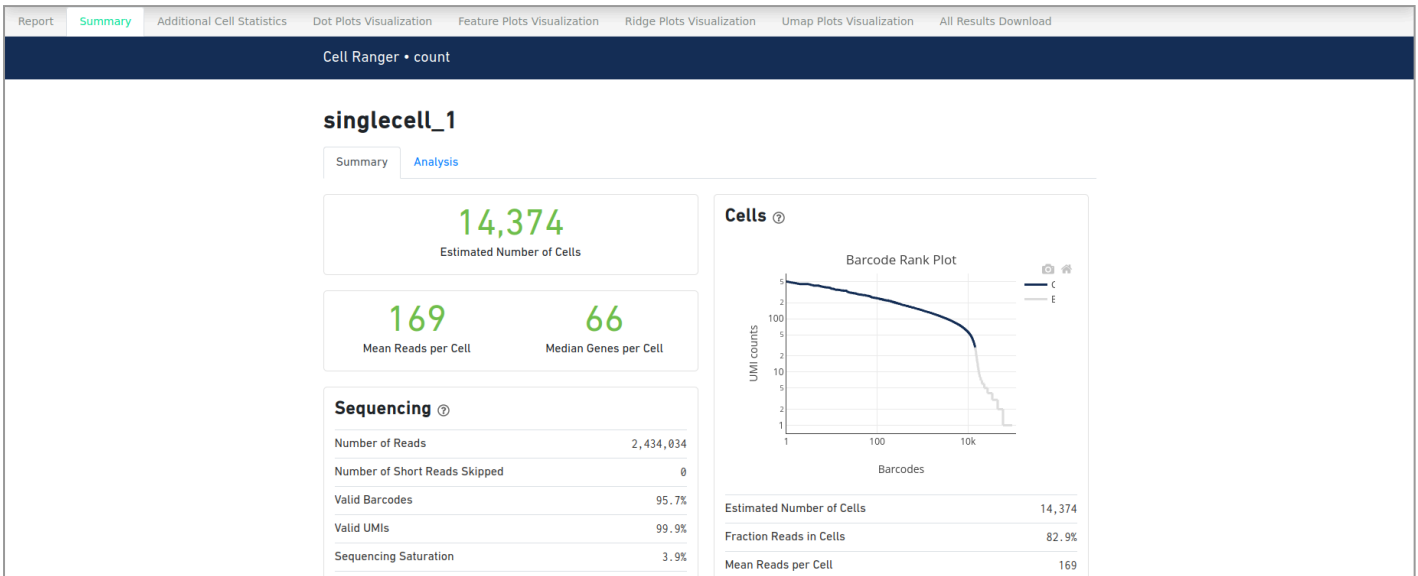 Report Summary Additional Cell Statistics Dot Plots Visualization Feature Plots Visualization Ridge Plots Visualization Umap Plots Visualization All Results Download
Cell Ranger • count
singlecell_1
Summary Analysis
14,374
Estimated Number of Cells
169 66
Mean Reads per Cell Median Genes per Cell
Sequencing ?
Number of Reads 2,434,034
Number of Short Reads Skipped 0
Valid Barcodes 95.7%
Valid UMIs 99.9%
Sequencing Saturation 3.9%
Cells ?
Barcode Rank Plot
5
2
100
5
2
10
5
2
1
UMI counts
1 100 10k
Barcodes
Estimated Number of Cells 14,374
Fraction Reads in Cells 82.9%
Mean Reads per Cell 169